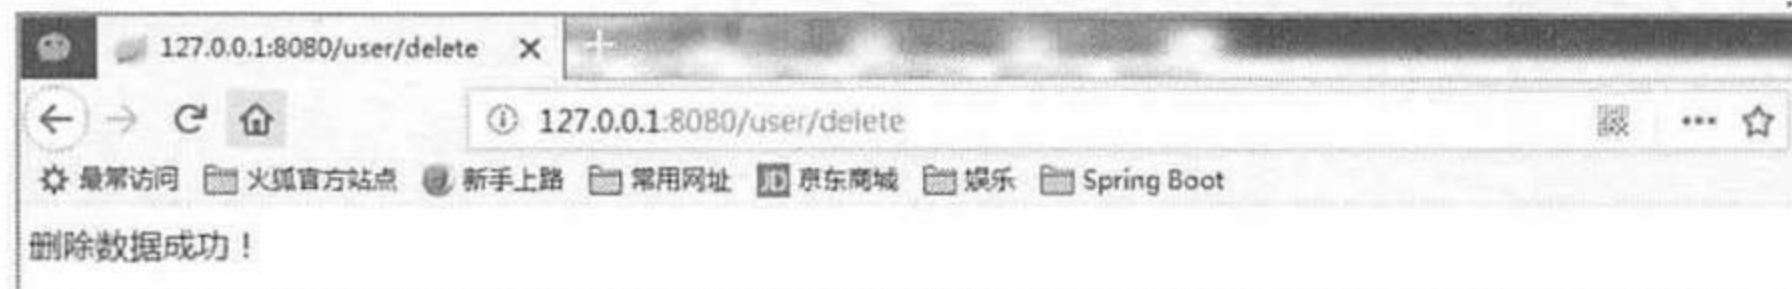 127.0.0.1:8080/user/delete
127.0.0.1:8080/user/delete
最常访问 火狐官方站点 新手上路 常用网址 JD 京东商城 娱乐 Spring Boot
删除数据成功！